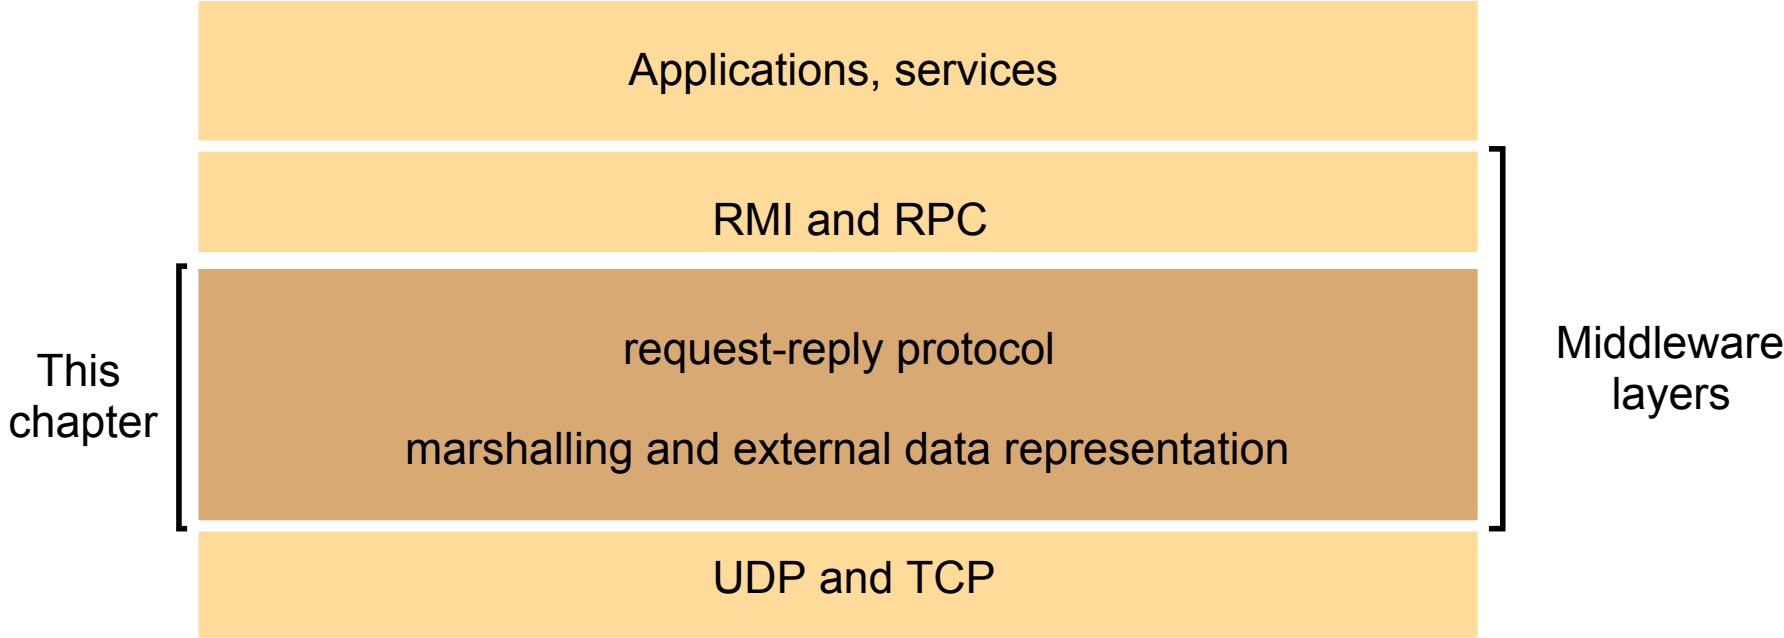 Applications, services
RMI and RPC
This
chapter
request-reply protocol
marshalling and external data representation
Middleware
layers
UDP and TCP